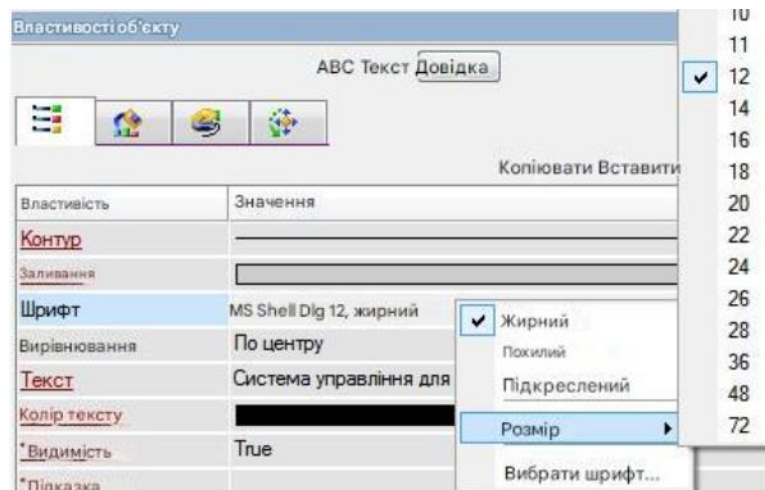 Властивості об'єкту
ABC Текст Довідка
Копіювати Вставити
Властивість Значення
Контур
Заливання
Шрифт MS Shell Dlg 12, жирний
Вирівнювання По центру
Текст Система управління для
Колір тексту
*Видимість True
*Підказка
Жирний
Похилий
Підкреслений
Розмір
Вибрати шрифт...
10
11
12
14
16
18
20
22
24
26
28
36
48
72